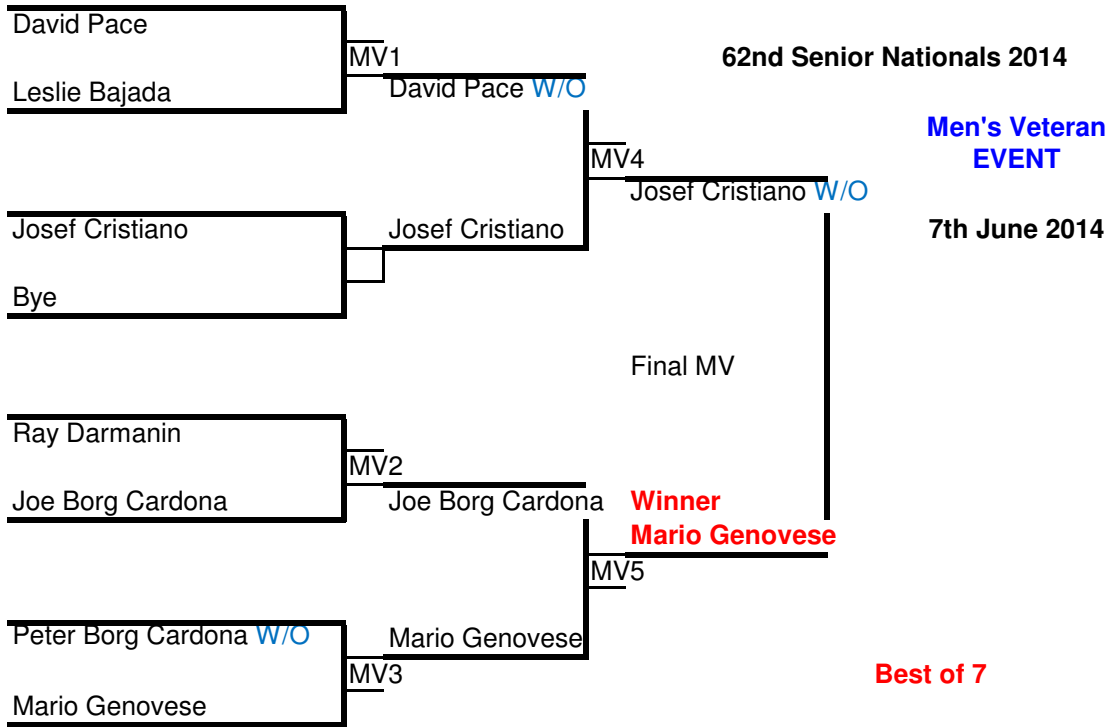 David Pace
MV1
62nd Senior Nationals 2014
Leslie Bajada
David Pace W/O
Men's Veteran
EVENT
MV4
Josef Cristiano W/O
Josef Cristiano
Josef Cristiano
7th June 2014
Bye
Final MV
Ray Darmanin
MV2
Joe Borg Cardona
Joe Borg Cardona
Winner
Mario Genovese
MV5
Peter Borg Cardona W/O
Mario Genovese
MV3
Best of 7
Mario Genovese